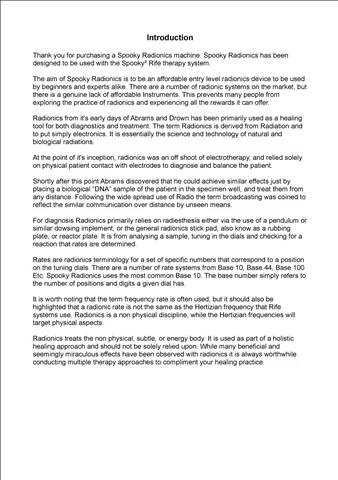 Introduction
Thank you for purchasing a Spooky Radionics machine. Spooky Radionics has been
designed to be used with the Spooky² Rife therapy system.
The aim of Spooky Radionics is to be an affordable entry level radionics device to be used
by beginners and experts alike. There are a number of radionic systems on the market, but
there is a genuine lack of affordable Instruments. This prevents many people from
exploring the practice of radionics and experiencing all the rewards it can offer.
Radionics from it's early days of Abrams and Drown has been primarily used as a healing
tool for both diagnostics and treatment. The term Radionics is derived from Radiation and
to put simply electronics. It is essentially the science and technology of natural and
biological radiations.
At the point of it's inception, radionics was an off shoot of electrotherapy, and relied solely
on physical patient contact with electrodes to diagnose and balance the patient.
Shortly after this point Abrams discovered that he could achieve similar effects just by
placing a biological "DNA" sample of the patient in the specimen well, and treat them from
any distance. Following the wide spread use of Radio the term broadcasting was coined to
reflect the similar communication over distance by unseen means.
For diagnosis Radionics primarily relies on radiesthesia either via the use of a pendulum or
similar dowsing implement, or the general radionics stick pad, also know as a rubbing
plate, or reactor plate. It is from analysing a sample, tuning in the dials and checking for a
reaction that rates are determined.
Rates are radionics terminology for a set of specific numbers that correspond to a position
on the tuning dials. There are a number of rate systems from Base 10, Base 44, Base 100
Etc. Spooky Radionics uses the most common Base 10. The base number simply refers to
the number of positions and digits a given dial has.
It is worth noting that the term frequency rate is often used, but it should also be
highlighted that a radionic rate is not the same as the Hertizian frequency that Rife
systems use. Radionics is a non physical discipline, while the Hertizian frequencies will
target physical aspects.
Radionics treats the non physical, subtle, or energy body. It is used as part of a holistic
healing approach and should not be solely relied upon. While many beneficial and
seemingly miraculous effects have been observed with radionics it is always worthwhile
conducting multiple therapy approaches to compliment your healing practice.